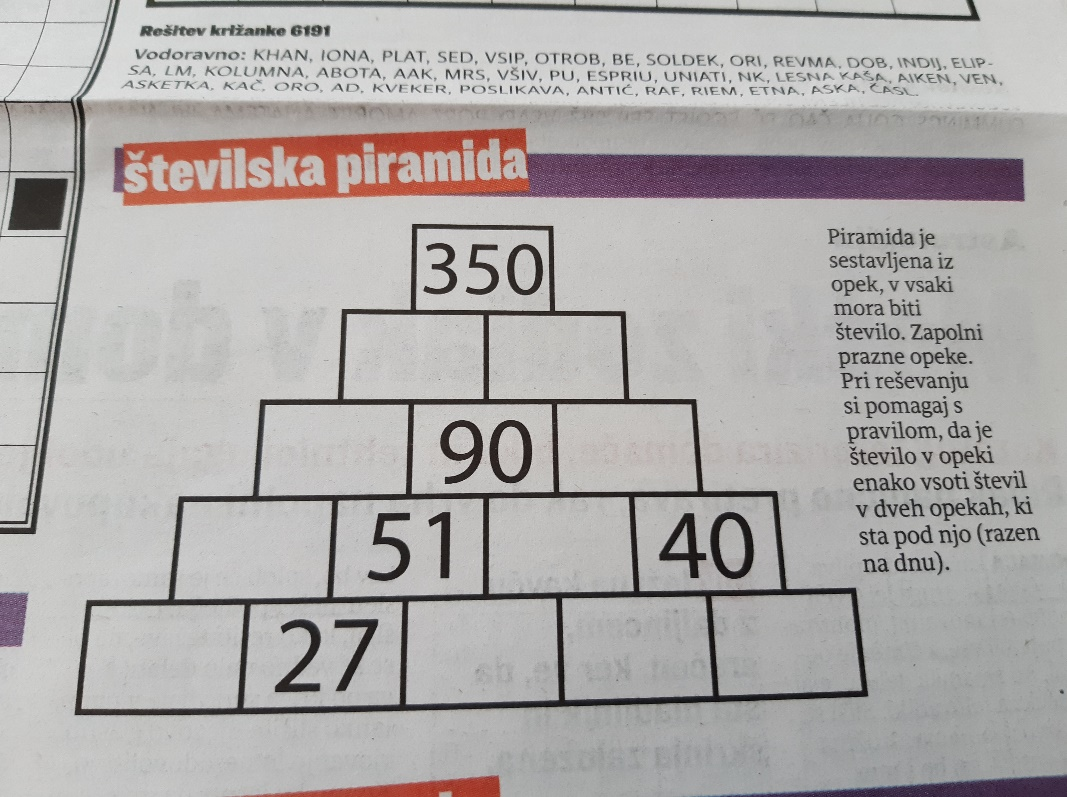 Rešitev križanke 6191
Vodoravno: KHAN, IONA, PLAT, SED, VSIP, OTROB, BE, SOLDEK, ORI, REVMA, DOB, INDIJ, ELIP-
SA, LM, KOLUMNA, ABOTA, AAK, MRS, VŠIV, PU, ESPRIU, UNIATI, NK, LESNA KAŠA, AIKEN, VEN,
ASKETKA, KAČ, ORO, AD, KVEKER, POSLIKAVA, ANTIĆ, RAF, RIEM, ETNA, ASKA, ČASL.
številska piramida
350
90
51 40
27
Piramida je
sestavljena iz
opek, v vsaki
mora biti
število. Zapolni
prazne opeke.
Pri reševanju
si pomagaj s
pravilom, da je
število v opeki
enako vsoti števil
v dveh opekah, ki
sta pod njo (razen
na dnu).